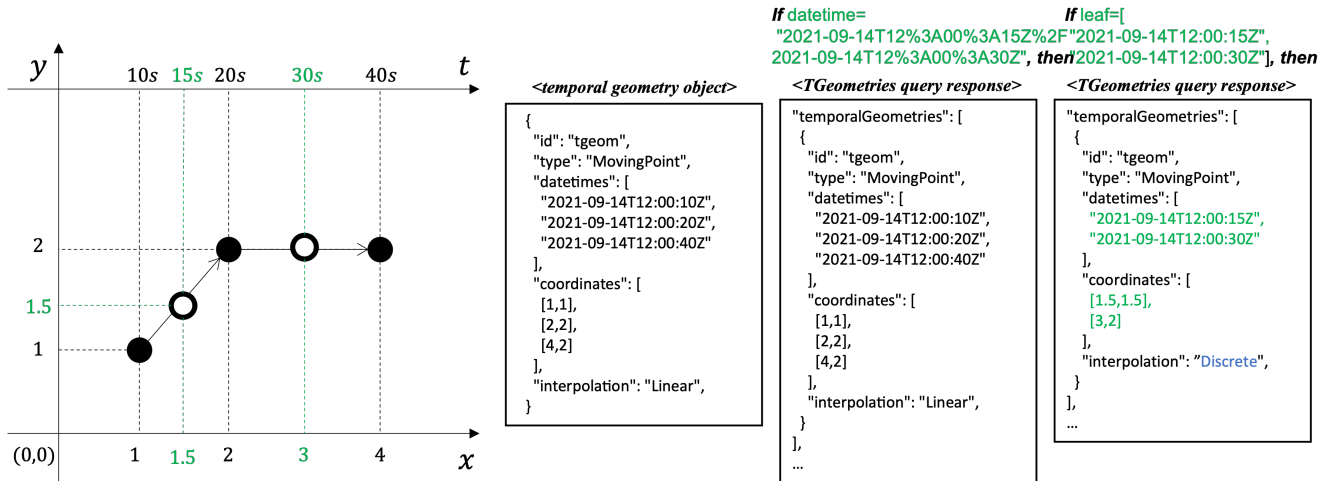 y
10s 15s 20s 30s 40s t
2
1.5
1
(0,0) 1 1.5 2 3 4 x
<temporal geometry object>
{
"id": "tgeom",
"type": "MovingPoint",
"datetimes": [
"2021-09-14T12:00:10Z",
"2021-09-14T12:00:20Z",
"2021-09-14T12:00:40Z"
],
"coordinates": [
[1,1],
[2,2],
[4,2]
],
"interpolation": "Linear",
}
If datetime=
"2021-09-14T12%3A00%3A15Z%2F
2021-09-14T12%3A00%3A30Z", then
<TGeometries query response>
"temporalGeometries": [
{
"id": "tgeom",
"type": "MovingPoint",
"datetimes": [
"2021-09-14T12:00:10Z",
"2021-09-14T12:00:20Z",
"2021-09-14T12:00:40Z"
],
"coordinates": [
[1,1],
[2,2],
[4,2]
],
"interpolation": "Linear",
}
],
...
If leaf=[
"2021-09-14T12:00:15Z",
"2021-09-14T12:00:30Z"], then
<TGeometries query response>
"temporalGeometries": [
{
"id": "tgeom",
"type": "MovingPoint",
"datetimes": [
"2021-09-14T12:00:15Z",
"2021-09-14T12:00:30Z
],
"coordinates": [
[1.5,1.5],
[3,2]
],
"interpolation": ”Discrete",
}
],
...